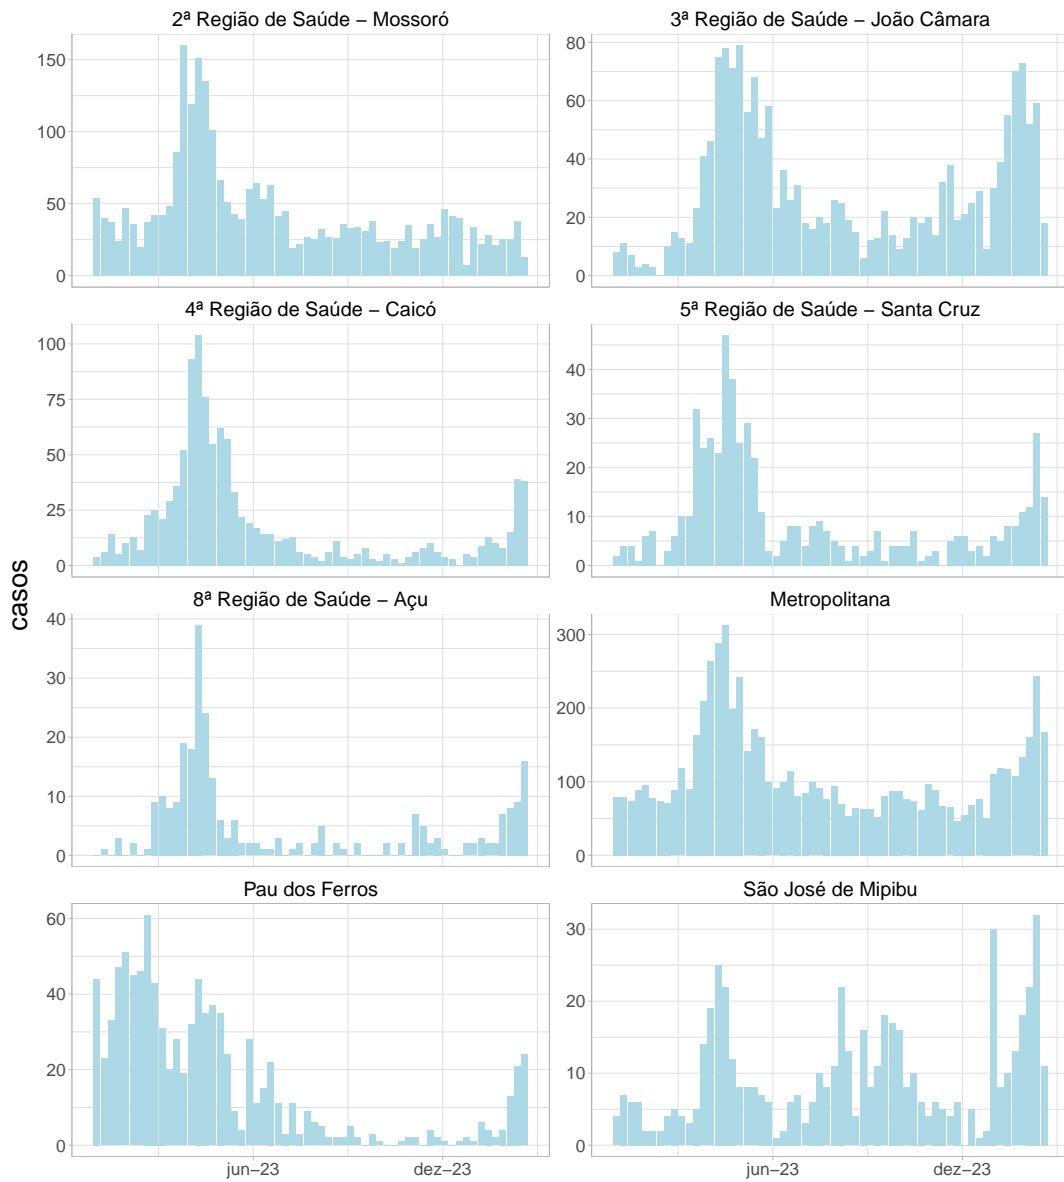 2ª Região de Saúde – Mossoró
3ª Região de Saúde – João Câmara
150
100
50
0
80
60
40
20
0
4ª Região de Saúde – Caicó
5ª Região de Saúde – Santa Cruz
100
75
50
25
0
40
30
20
10
0
casos
8ª Região de Saúde – Açu
Metropolitana
40
30
20
10
0
300
200
100
0
Pau dos Ferros
São José de Mipibu
60
40
20
0
30
20
10
0
jun–23
dez–23
jun–23
dez–23